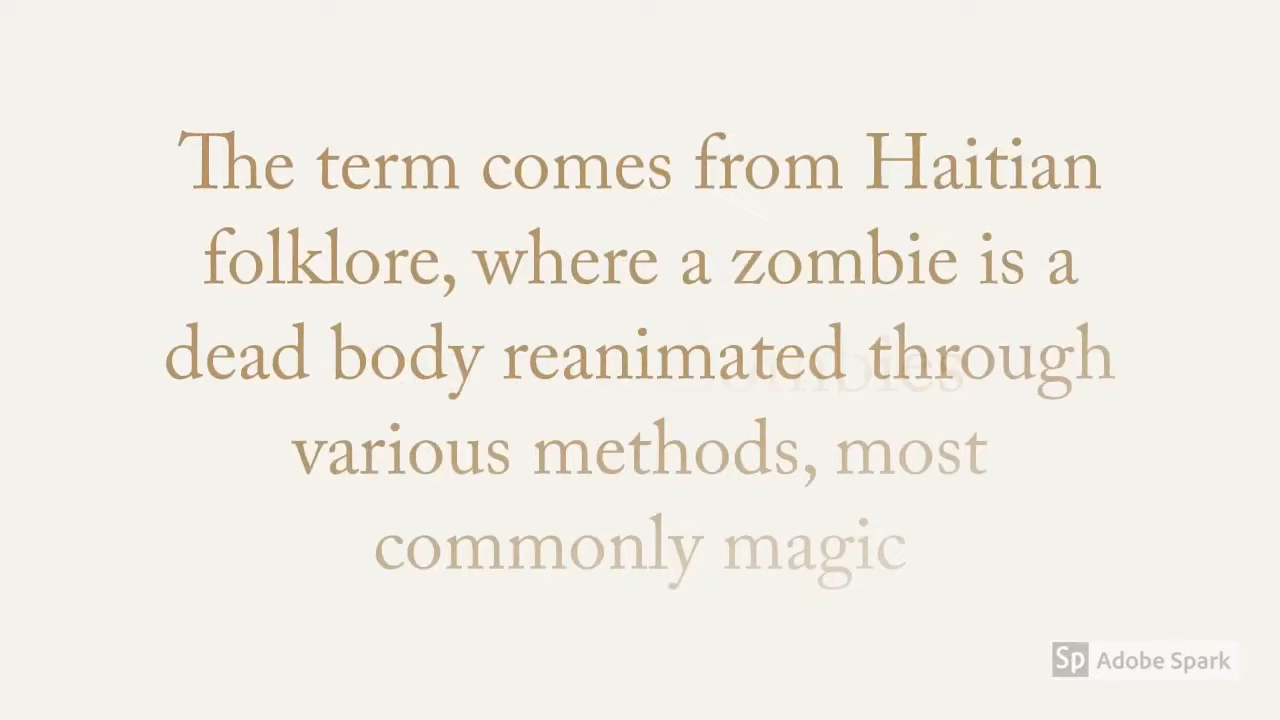 The term comes from Haitian
folklore, where a zombie is a
dead body reanimated through
various methods, most
commonly magic
Sp Adobe Spark